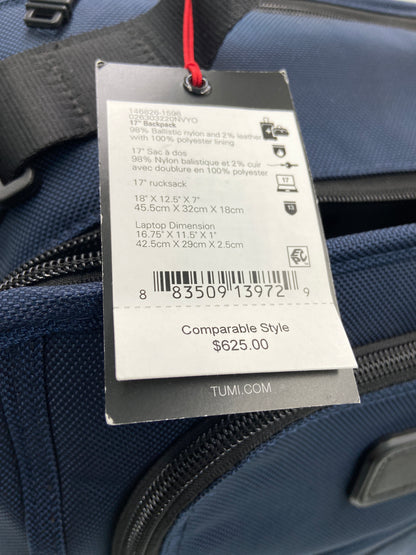 146626-1596
026303220NVYO
17" Backpack
98% Ballistic nylon and 2% leather
with 100% polyester lining
17" Sac à dos
98% Nylon balistique et 2% cuir
avec doublure en 100% polyester
17" rucksack
17
18" X 12.5" X 7"
45.5cm X 32cm X 18cm
13
Laptop Dimension
16.75" X 11.5" X 1"
42.5cm X 29cm X 2.5cm
8 83509 13972 9
Comparable Style
$625.00
TUMI.COM